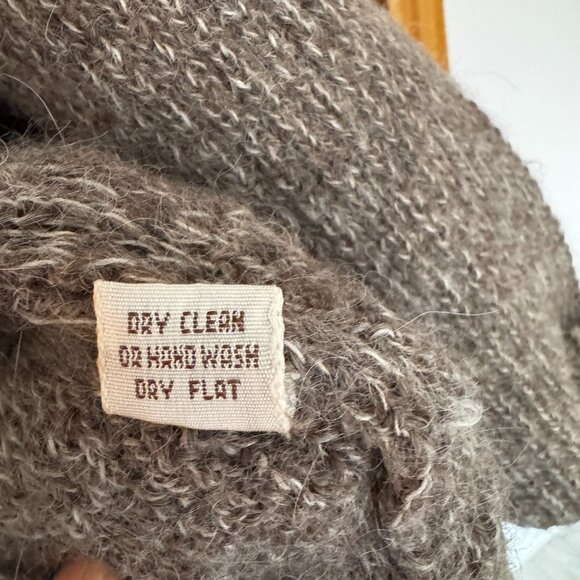 DRY CLEAN
OR HAND WASH
DRY FLAT